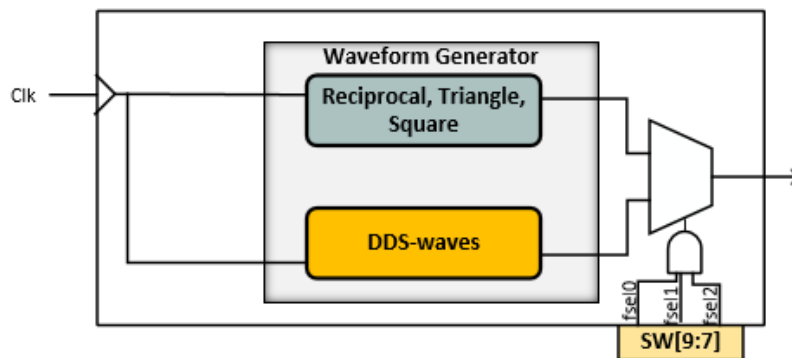 Waveform Generator
Clk
Reciprocal, Triangle,
Square
DDS-waves
fsel0
fsel1
fsel2
SW[9:7]